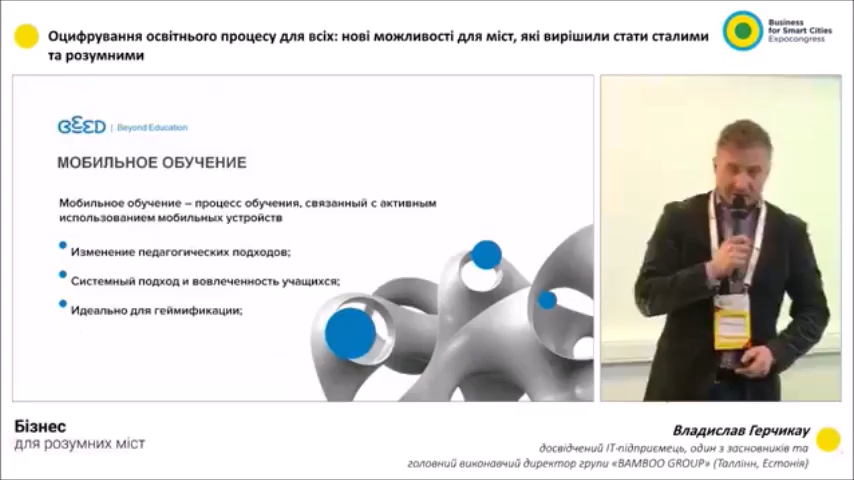 Оцифрування освітнього процесу для всіх: нові можливості для міст, які вирішили стати сталими
та розумними
Business
for Smart Cities
Expocongress
BEED | Beyond Education
МОБИЛЬНОЕ ОБУЧЕНИЕ
Мобильное обучение – процесс обучения, связанный с активным
использованием мобильных устройств
Изменение педагогических подходов;
Системный подход и вовлеченность учащихся;
Идеально для геймификации;
Бізнес
для розумних міст
Владислав Герчикау
досвідчений ІТ-підприємець, один з засновників та
головний виконавчий директор групи «BAMBOO GROUP» (Таллінн, Естонія)